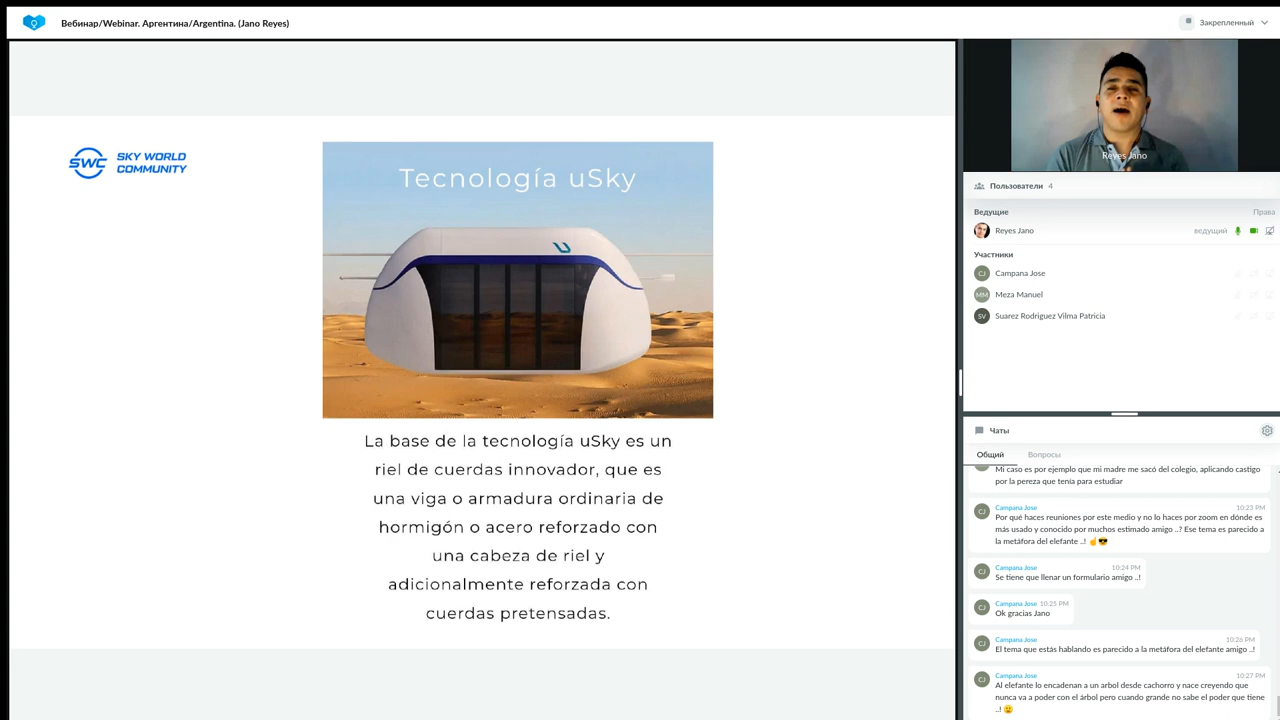 Вебинар/Webinar. Аргентина/Argentina. (Jano Reyes)
Закрепленный
SWC SKY WORLD
COMMUNITY
Tecnología uSky
La base de la tecnología uSky es un
riel de cuerdas innovador, que es
una viga o armadura ordinaria de
hormigón o acero reforzado con
una cabeza de riel y
adicionalmente reforzada con
cuerdas pretensadas.
Reyes Jano
Пользователи 4
Ведущие Права
Reyes Jano ведущий
Участники
CJ Campana Jose
MM Meza Manuel
SV Suarez Rodriguez Vilma Patricia
Чаты
Общий Вопросы
Mi caso es por ejemplo que mi madre me sacó del colegio, aplicando castigo
por la pereza que tenía para estudiar
Campana Jose 10:23 PM
CJ Por qué haces reuniones por este medio y no lo haces por zoom en dónde es
más usado y conocido por muchos estimado amigo ..? Ese tema es parecido a
la metáfora del elefante ..! ☝😎
Campana Jose 10:24 PM
CJ Se tiene que llenar un formulario amigo ..!
Campana Jose 10:25 PM
CJ Ok gracias Jano
Campana Jose 10:26 PM
CJ El tema que estás hablando es parecido a la metáfora del elefante amigo ..!
Campana Jose 10:27 PM
CJ Al elefante lo encadenan a un arbol desde cachorro y nace creyendo que
nunca va a poder con el árbol pero cuando grande no sabe el poder que tiene
..! 🙂